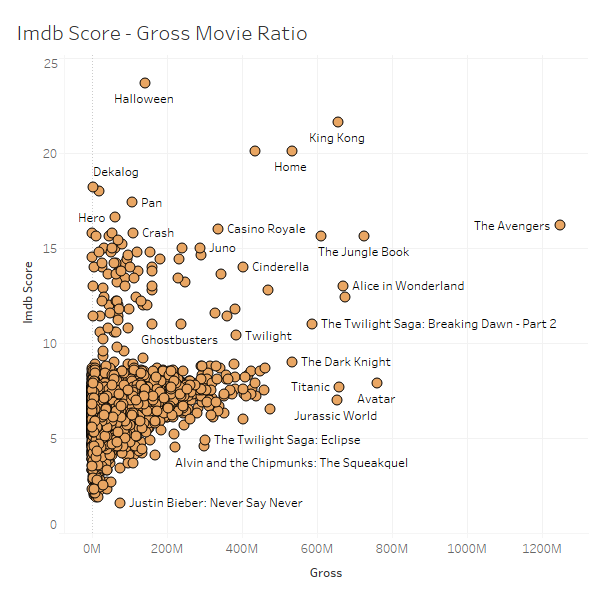 Imdb Score - Gross Movie Ratio
25
Halloween
King Kong
20
Home
Dekalog
Pan
Hero
Crash
Casino Royale
The Avengers
15
Juno
The Jungle Book
Cinderella
Alice in Wonderland
Imdb Score
The Twilight Saga: Breaking Dawn - Part 2
10
Ghostbusters
Twilight
The Dark Knight
Titanic
Avatar
Jurassic World
5
The Twilight Saga: Eclipse
Alvin and the Chipmunks: The Squeakquel
Justin Bieber: Never Say Never
0
0M
200M
400M
600M
800M
1000M
1200M
Gross